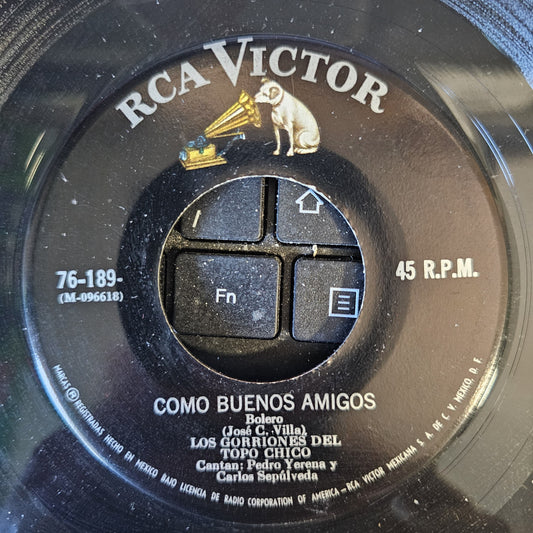 RCA VICTOR
76-189-
(M-096618)
45 R.P.M.
Fn
COMO BUENOS AMIGOS
Bolero
(José C. Villa)
LOS GORRIONES DEL
TOPO CHICO
Cantan: Pedro Yerena y
Carlos Sepúlveda
MARCAS ® REGISTRADAS HECHO EN MEXICO BAJO LICENCIA DE RADIO CORPORATION OF AMERICA—RCA VICTOR MEXICANA S. A. DE C. V. MEXICO, D. F.